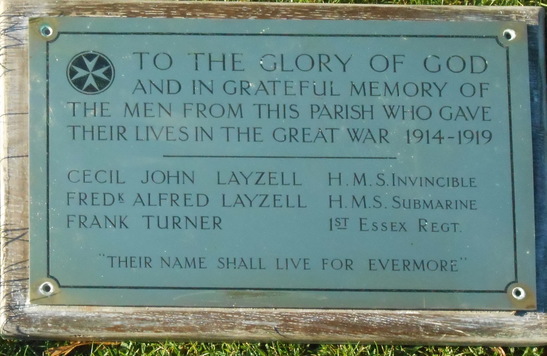 TO THE GLORY OF GOD
AND IN GRATEFUL MEMORY OF
THE MEN FROM THIS PARISH WHO GAVE
THEIR LIVES IN THE GREAT WAR 1914-1919
CECIL JOHN LAYZELL H.M.S. INVINCIBLE
FREDK ALFRED LAYZELL H.M.S. SUBMARINE
FRANK TURNER 1ST ESSEX REGT.
"THEIR NAME SHALL LIVE FOR EVERMORE"